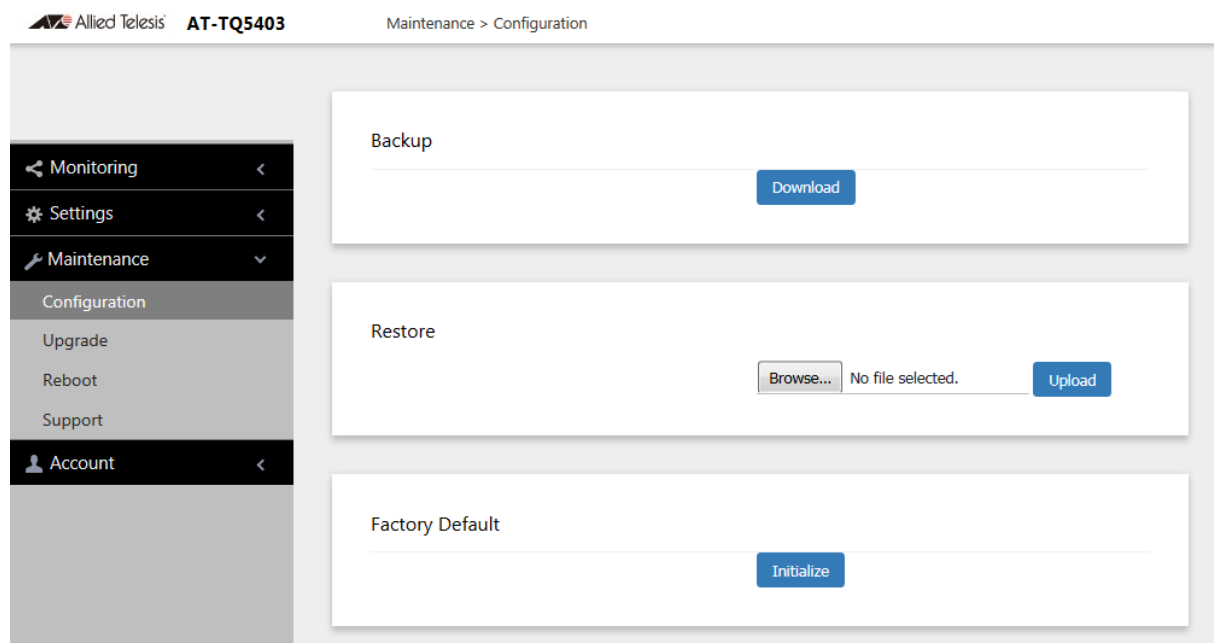 Allied Telesis AT-TQ5403 Maintenance > Configuration
Monitoring
Settings
Maintenance
Configuration
Upgrade
Reboot
Support
Account
Backup
Download
Restore
Browse... No file selected. Upload
Factory Default
Initialize